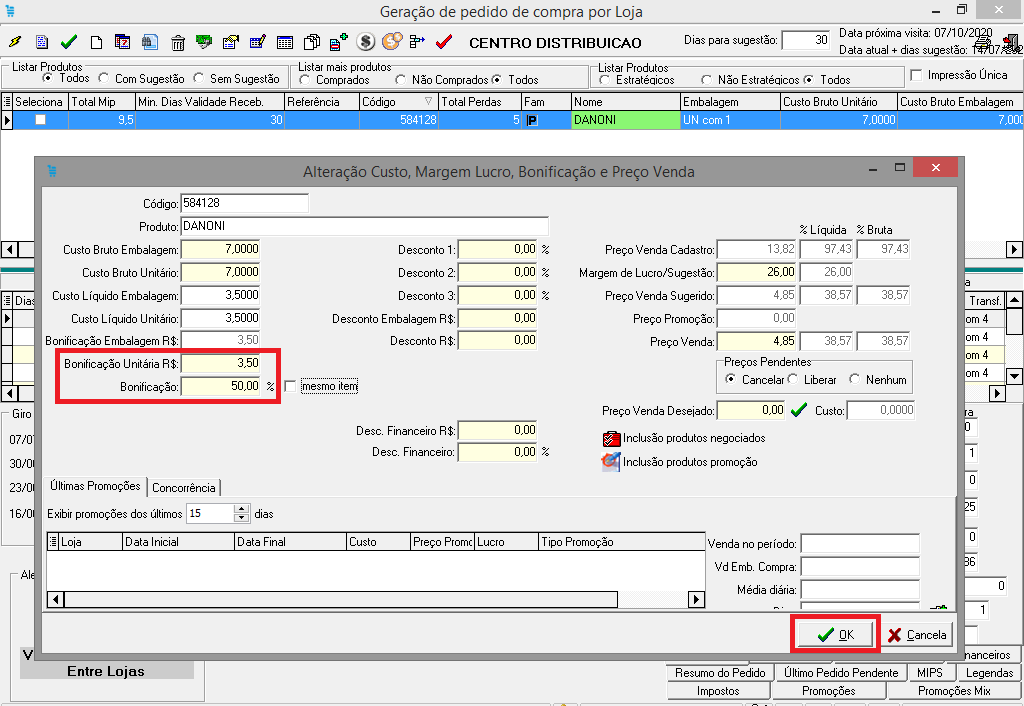 Geração de pedido de compra por Loja
CENTRO DISTRIBUICAO
Dias para sugestão: 30
Data próxima visita: 07/10/2020
Data atual + dias sugestão: 14/07/202
Listar Produtos
Todos Com Sugestão Sem Sugestão
Listar mais produtos
Comprados Não Comprados Todos
Listar Produtos
Estratégicos Não Estratégicos Todos
Impressão Única
Seleciona Total Mip Min. Dias Validade Receb. Referência Código Total Perdas Fam Nome Embalagem Custo Bruto Unitário Custo Bruto Embalagem
9,5 30 584128 5 P DANONI UN com 1 7,0000 7,000
Alteração Custo, Margem Lucro, Bonificação e Preço Venda
Código: 584128
Produto: DANONI
% Líquida % Bruta
Custo Bruto Embalagem: 7,0000 Desconto 1: 0,00 % Preço Venda Cadastro: 13,82 97,43 97,43
Custo Bruto Unitário: 7,0000 Desconto 2: 0,00 % Margem de Lucro/Sugestão: 26,00 26,00
Custo Líquido Embalagem: 3,5000 Desconto 3: 0,00 % Preço Venda Sugerido: 4,85 38,57 38,57
Custo Líquido Unitário: 3,5000 Desconto Embalagem R$: 0,00 Preço Promoção: 0,00
Bonificação Embalagem R$: 3,50 Desconto R$: 0,00 Preço Venda: 4,85 38,57 38,57
Bonificação Unitária R$: 3,50
Bonificação: 50,00 % mesmo item
Preços Pendentes
Cancelar Liberar Nenhum
Preço Venda Desejado: 0,00 Custo: 0,0000
Desc. Financeiro R$: 0,00
Desc. Financeiro: 0,00 %
Inclusão produtos negociados
Inclusão produtos promoção
Últimas Promoções Concorrência
Exibir promoções dos últimos 15 dias
Loja Data Inicial Data Final Custo Preço Promo Lucro Tipo Promoção
Venda no período:
Vd Emb. Compra:
Média diária:
OK Cancela
Dias
Giro
07/0
30/0
23/0
16/0
Ale
V
Entre Lojas
a
Transf.
om 4
om 4
om 4
om 4
ra
0
1
0
25
0
36
0
1
nanceiros
Resumo do Pedido Último Pedido Pendente MIPS Legendas
Impostos Promoções Promoções Mix